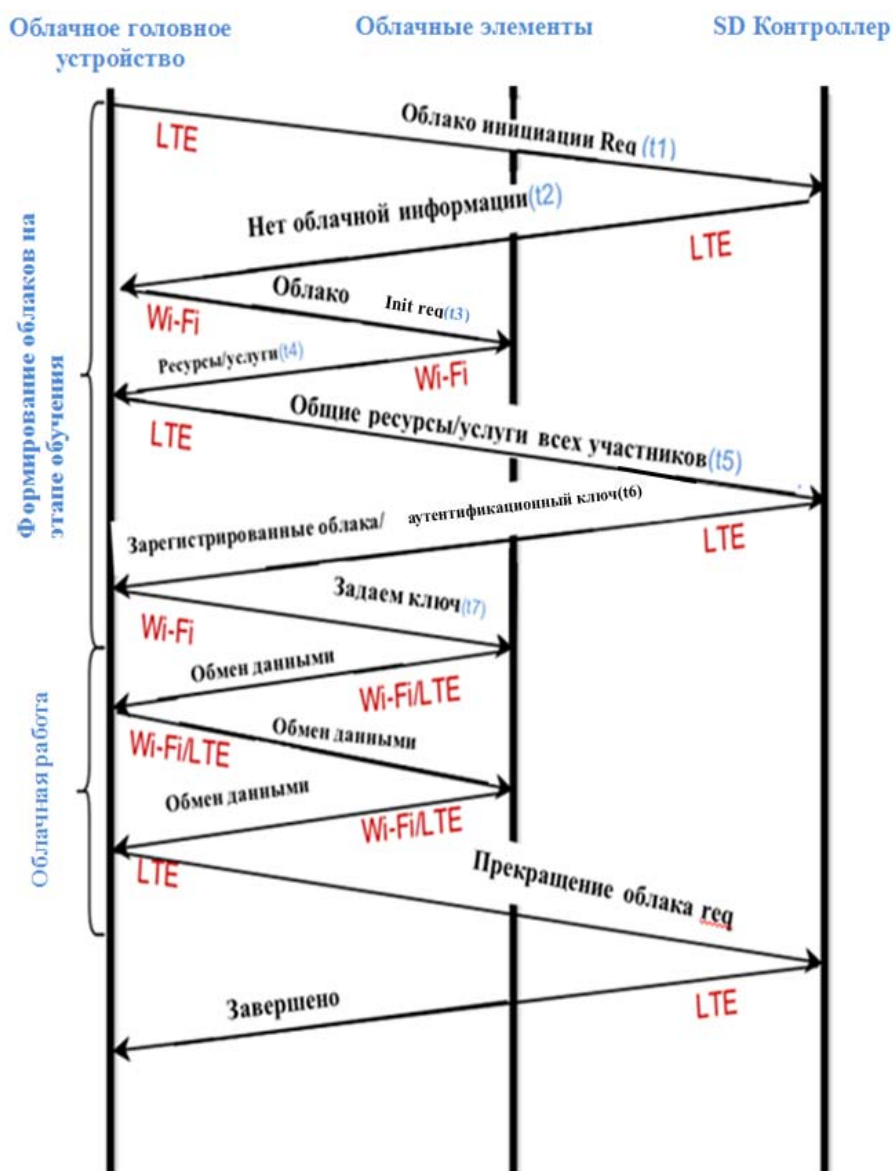 Облачное головное
устройство
Облачные элементы
SD Контроллер
Облако инициации Req (t1)
LTE
Нет облачной информации(t2)
LTE
Облако Init req(t3)
Wi-Fi
Ресурсы/услуги(t4)
Wi-Fi
Общие ресурсы/услуги всех участников(t5)
LTE
Зарегистрированные облака/ аутентификационный ключ(t6)
LTE
Задаем ключ(t7)
Wi-Fi
Формирование облаков на
этапе обучения
Обмен данными
Wi-Fi/LTE
Обмен данными
Wi-Fi/LTE
Обмен данными
Wi-Fi/LTE
Облачная работа
Прекращение облака req
LTE
Завершено
LTE